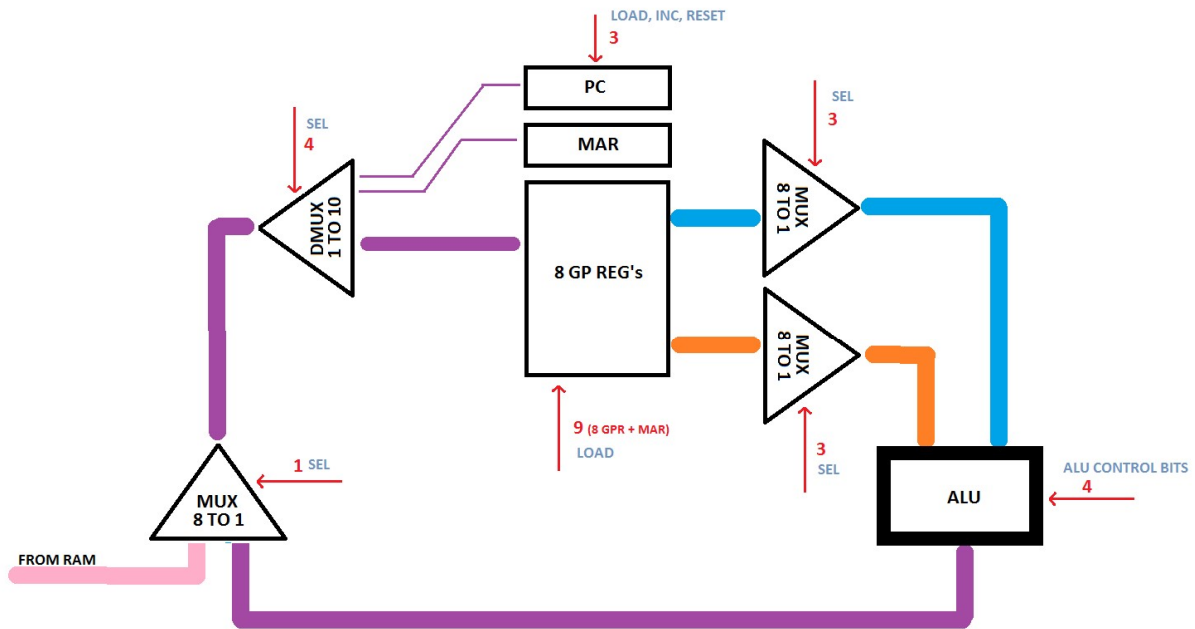 LOAD, INC, RESET
3
PC
MAR
SEL
4
SEL
3
DMUX
1 TO 10
MUX
8 TO 1
8 GP REG's
MUX
8 TO 1
9 (8 GPR + MAR)
LOAD
3
SEL
1 SEL
ALU CONTROL BITS
4
MUX
8 TO 1
ALU
FROM RAM